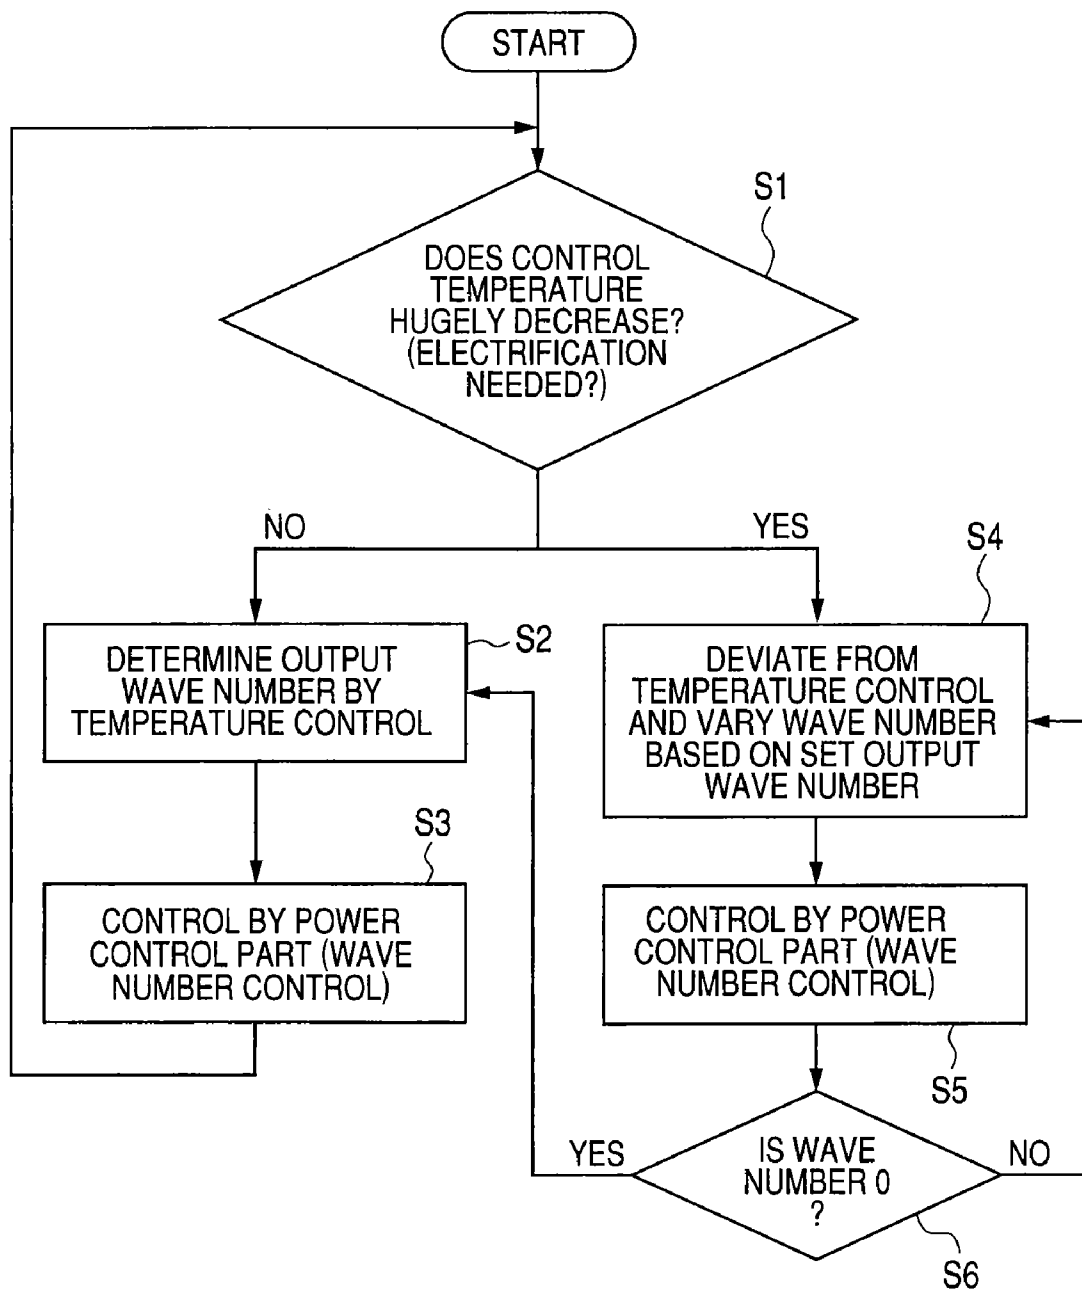 START
S1
DOES CONTROL
TEMPERATURE
HUGELY DECREASE?
(ELECTRIFICATION
NEEDED?)
NO
YES
S2
DETERMINE OUTPUT
WAVE NUMBER BY
TEMPERATURE CONTROL
S4
DEVIATE FROM
TEMPERATURE CONTROL
AND VARY WAVE NUMBER
BASED ON SET OUTPUT
WAVE NUMBER
S3
CONTROL BY POWER
CONTROL PART (WAVE
NUMBER CONTROL)
CONTROL BY POWER
CONTROL PART (WAVE
NUMBER CONTROL)
S5
YES
IS WAVE
NUMBER 0
?
NO
S6